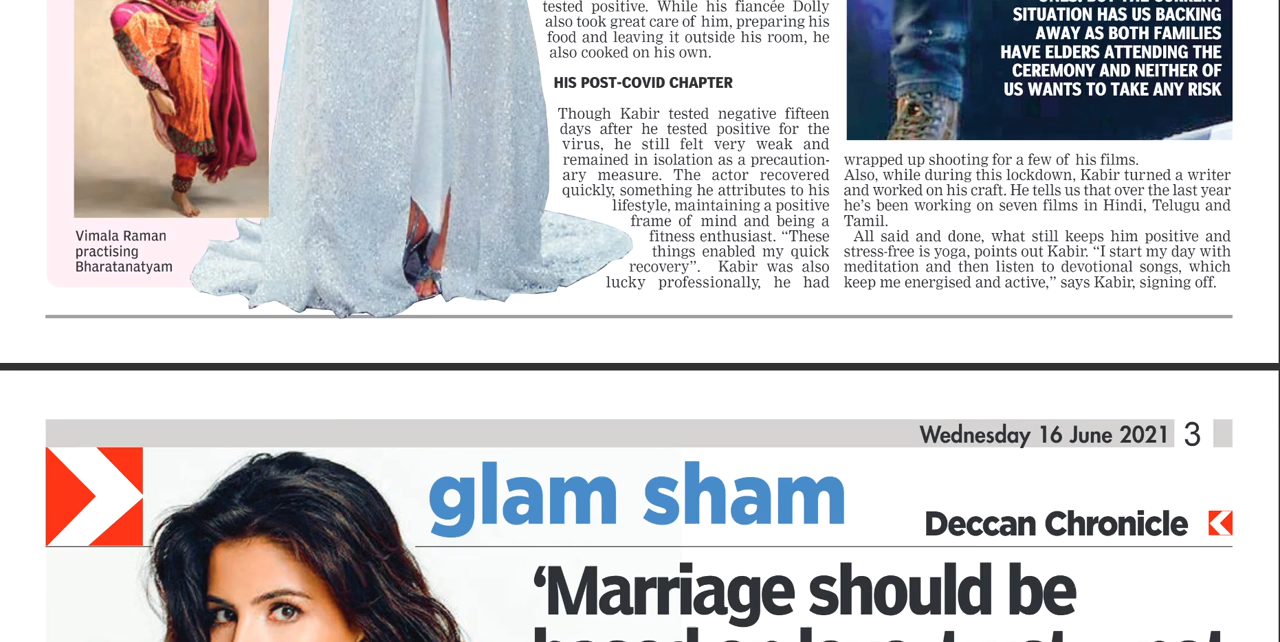 tested positive. While his fiancée Dolly
also took great care of him, preparing his
food and leaving it outside his room, he
also cooked on his own.
HIS POST-COVID CHAPTER
Though Kabir tested negative fifteen
days after he tested positive for the
virus, he still felt very weak and
remained in isolation as a precaution-
ary measure. The actor recovered
quickly, something he attributes to his
lifestyle, maintaining a positive
frame of mind and being a
fitness enthusiast. “These
things enabled my quick
recovery”. Kabir was also
lucky professionally, he had
SITUATION HAS US BACKING
AWAY AS BOTH FAMILIES
HAVE ELDERS ATTENDING THE
CEREMONY AND NEITHER OF
US WANTS TO TAKE ANY RISK
wrapped up shooting for a few of his films.
Also, while during this lockdown, Kabir turned a writer
and worked on his craft. He tells us that over the last year
he’s been working on seven films in Hindi, Telugu and
Tamil.
All said and done, what still keeps him positive and
stress-free is yoga, points out Kabir. “I start my day with
meditation and then listen to devotional songs, which
keep me energised and active,” says Kabir, signing off.
Vimala Raman
practising
Bharatanatyam
Wednesday 16 June 2021 3
glam sham
Deccan Chronicle
‘Marriage should be